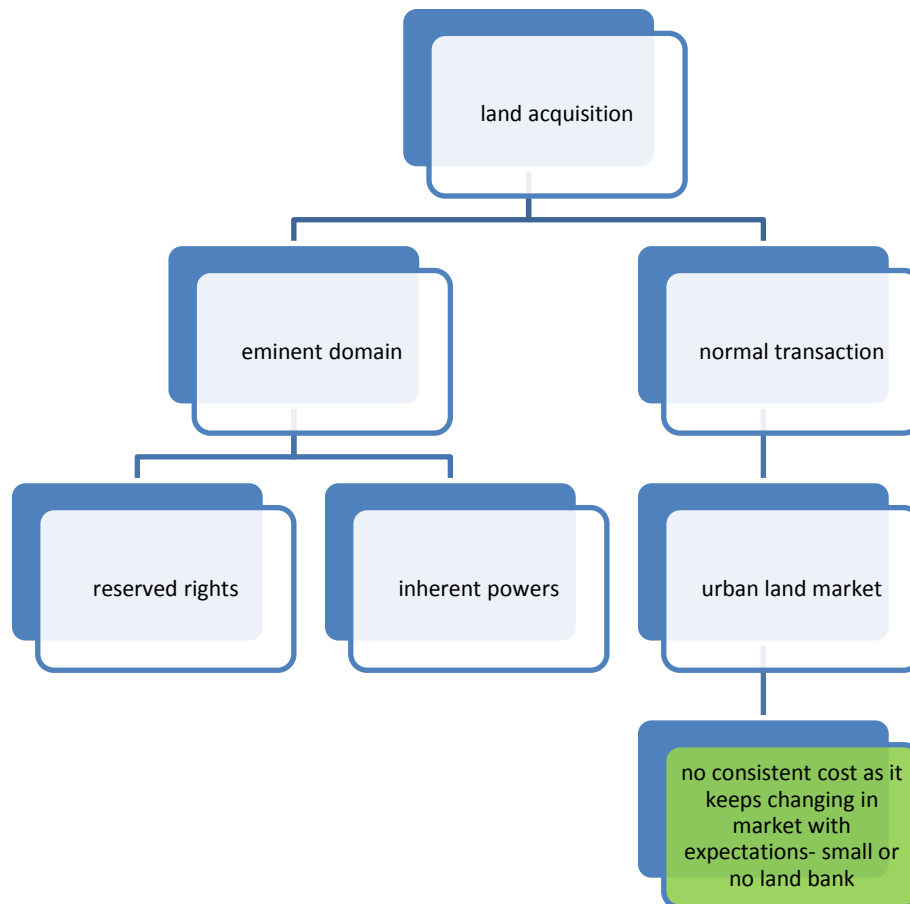 land acquisition
eminent domain
normal transaction
reserved rights
inherent powers
urban land market
no consistent cost as it
keeps changing in
market with
expectations- small or
no land bank